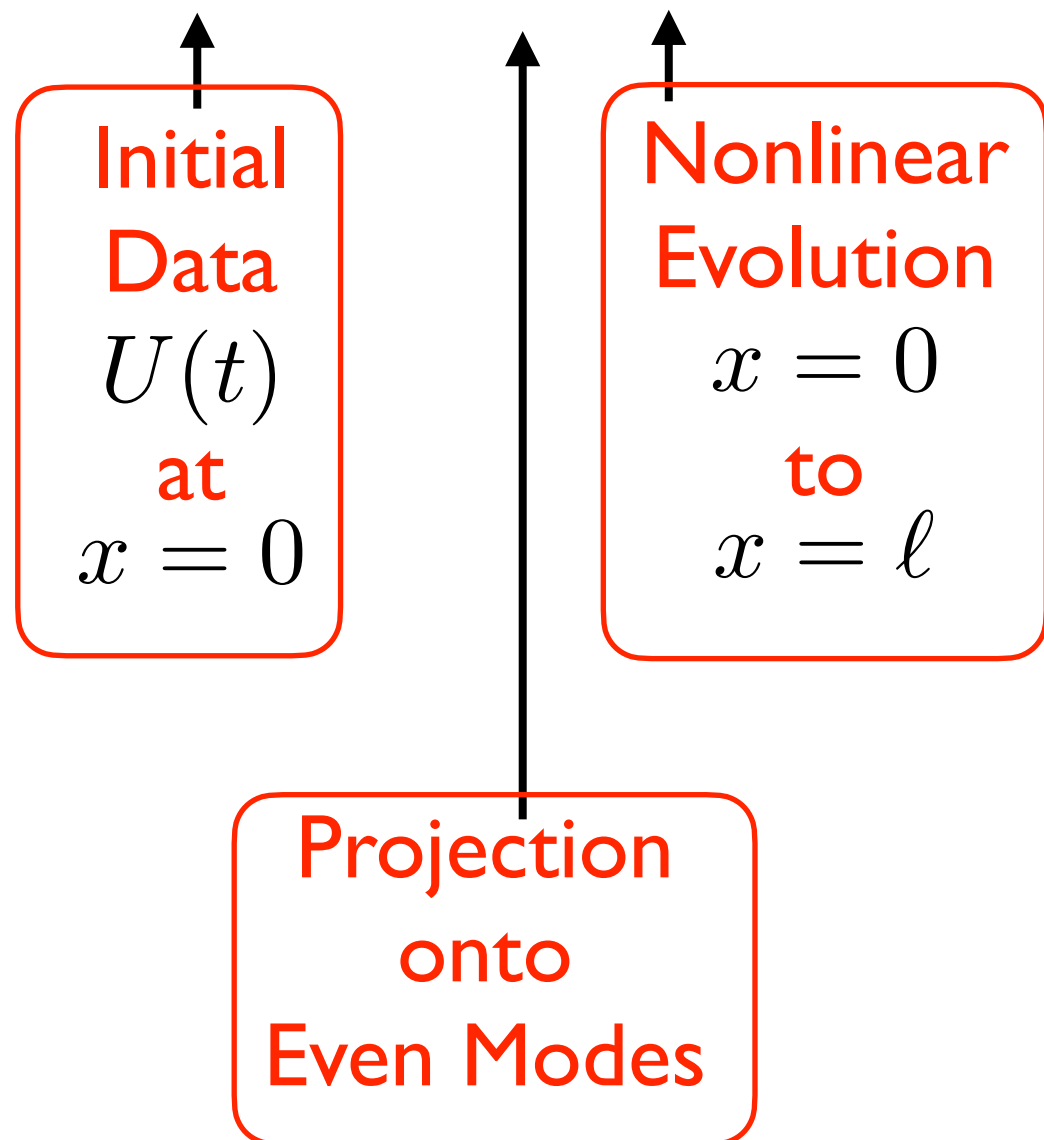 Initial
Data
U(t)
at
x = 0
Nonlinear
Evolution
x = 0
to
x = ℓ
Projection
onto
Even Modes